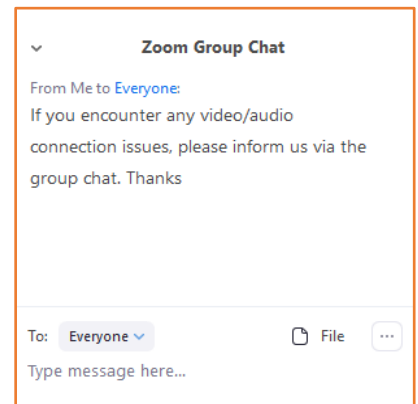 Zoom Group Chat
From Me to Everyone:
If you encounter any video/audio
connection issues, please inform us via the
group chat. Thanks
To: Everyone File
Type message here...